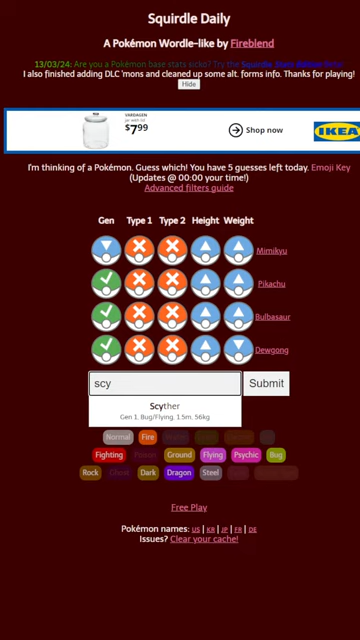 Squirdle Daily
A Pokémon Wordle-like by Fireblend
13/03/24: Are you a Pokémon base stats sicko? Try the Squirdle
I also finished adding DLC 'mons and cleaned up some alt. forms info. Thanks for playing!
Hide
VARDAGEN
$7.99
Shop now
IKEA
I'm thinking of a Pokémon. Guess which! You have 5 guesses left today. Emoji Key
(Updates @ 00:00 your time!)
Advanced filters guide
Gen Type 1 Type 2 Height Weight
Mimikyu
Pikachu
Bulbasaur
Dewgong
scy
Submit
Scyther
Gen 1, Bug/Flying, 1.5m, 56kg
Normal Fire
Fighting Poison Ground Flying Psychic Bug
Rock Ghost Dark Dragon Steel
Free Play
Pokémon names: US | KR | JP | FR | DE
Issues? Clear your cache!